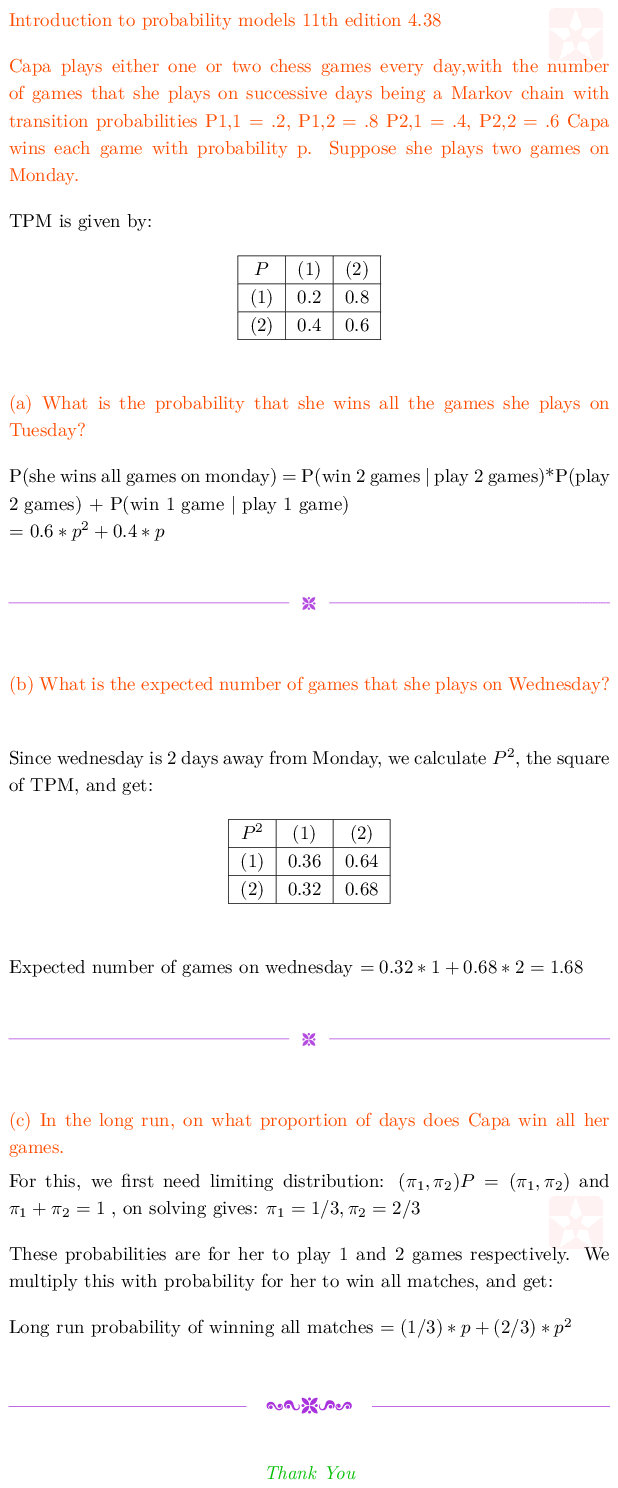 Introduction to probability models 11th edition 4.38
Capa plays either one or two chess games every day,with the number
of games that she plays on successive days being a Markov chain with
transition probabilities P1,1 = .2, P1,2 = .8 P2,1 = .4, P2,2 = .6 Capa
wins each game with probability p. Suppose she plays two games on
Monday.
TPM is given by:
P (1) (2)
(1) 0.2 0.8
(2) 0.4 0.6
(a) What is the probability that she wins all the games she plays on
Tuesday?
P(she wins all games on monday) = P(win 2 games | play 2 games)*P(play
2 games) + P(win 1 game | play 1 game)
= 0.6 ∗ p² + 0.4 ∗ p
(b) What is the expected number of games that she plays on Wednesday?
Since wednesday is 2 days away from Monday, we calculate P², the square
of TPM, and get:
P² (1) (2)
(1) 0.36 0.64
(2) 0.32 0.68
Expected number of games on wednesday = 0.32 ∗ 1 + 0.68 ∗ 2 = 1.68
(c) In the long run, on what proportion of days does Capa win all her
games.
For this, we first need limiting distribution: (π₁, π₂)P = (π₁, π₂) and
π₁ + π₂ = 1 , on solving gives: π₁ = 1/3, π₂ = 2/3
These probabilities are for her to play 1 and 2 games respectively. We
multiply this with probability for her to win all matches, and get:
Long run probability of winning all matches = (1/3) ∗ p + (2/3) ∗ p²
Thank You